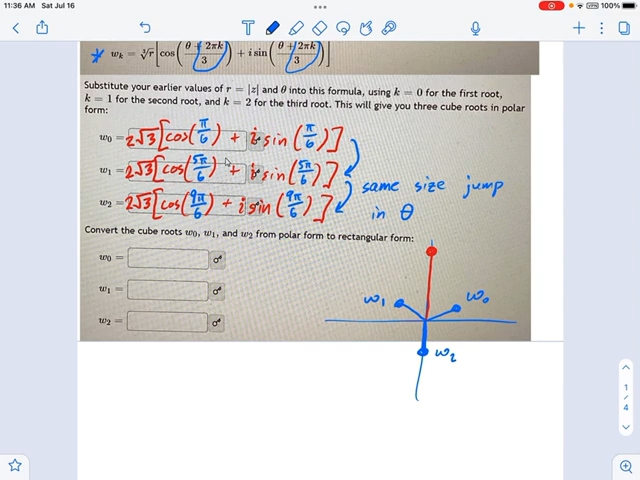 11:36 AM Sat Jul 16
100%
* w_k = ∛r [cos((θ + 2πk)/3) + i sin((θ + 2πk)/3)]
Substitute your earlier values of r = |z| and θ into this formula, using k = 0 for the first root,
k = 1 for the second root, and k = 2 for the third root. This will give you three cube roots in polar
form:
w0 = 2√3[cos(π/6) + i sin(π/6)]
w1 = 2√3[cos(5π/6) + i sin(5π/6)]
w2 = 2√3[cos(9π/6) + i sin(9π/6)]
same size jump
in θ
Convert the cube roots w0, w1, and w2 from polar form to rectangular form:
w0 =
w1 =
w2 =
w1
w0
w2
1
/
4